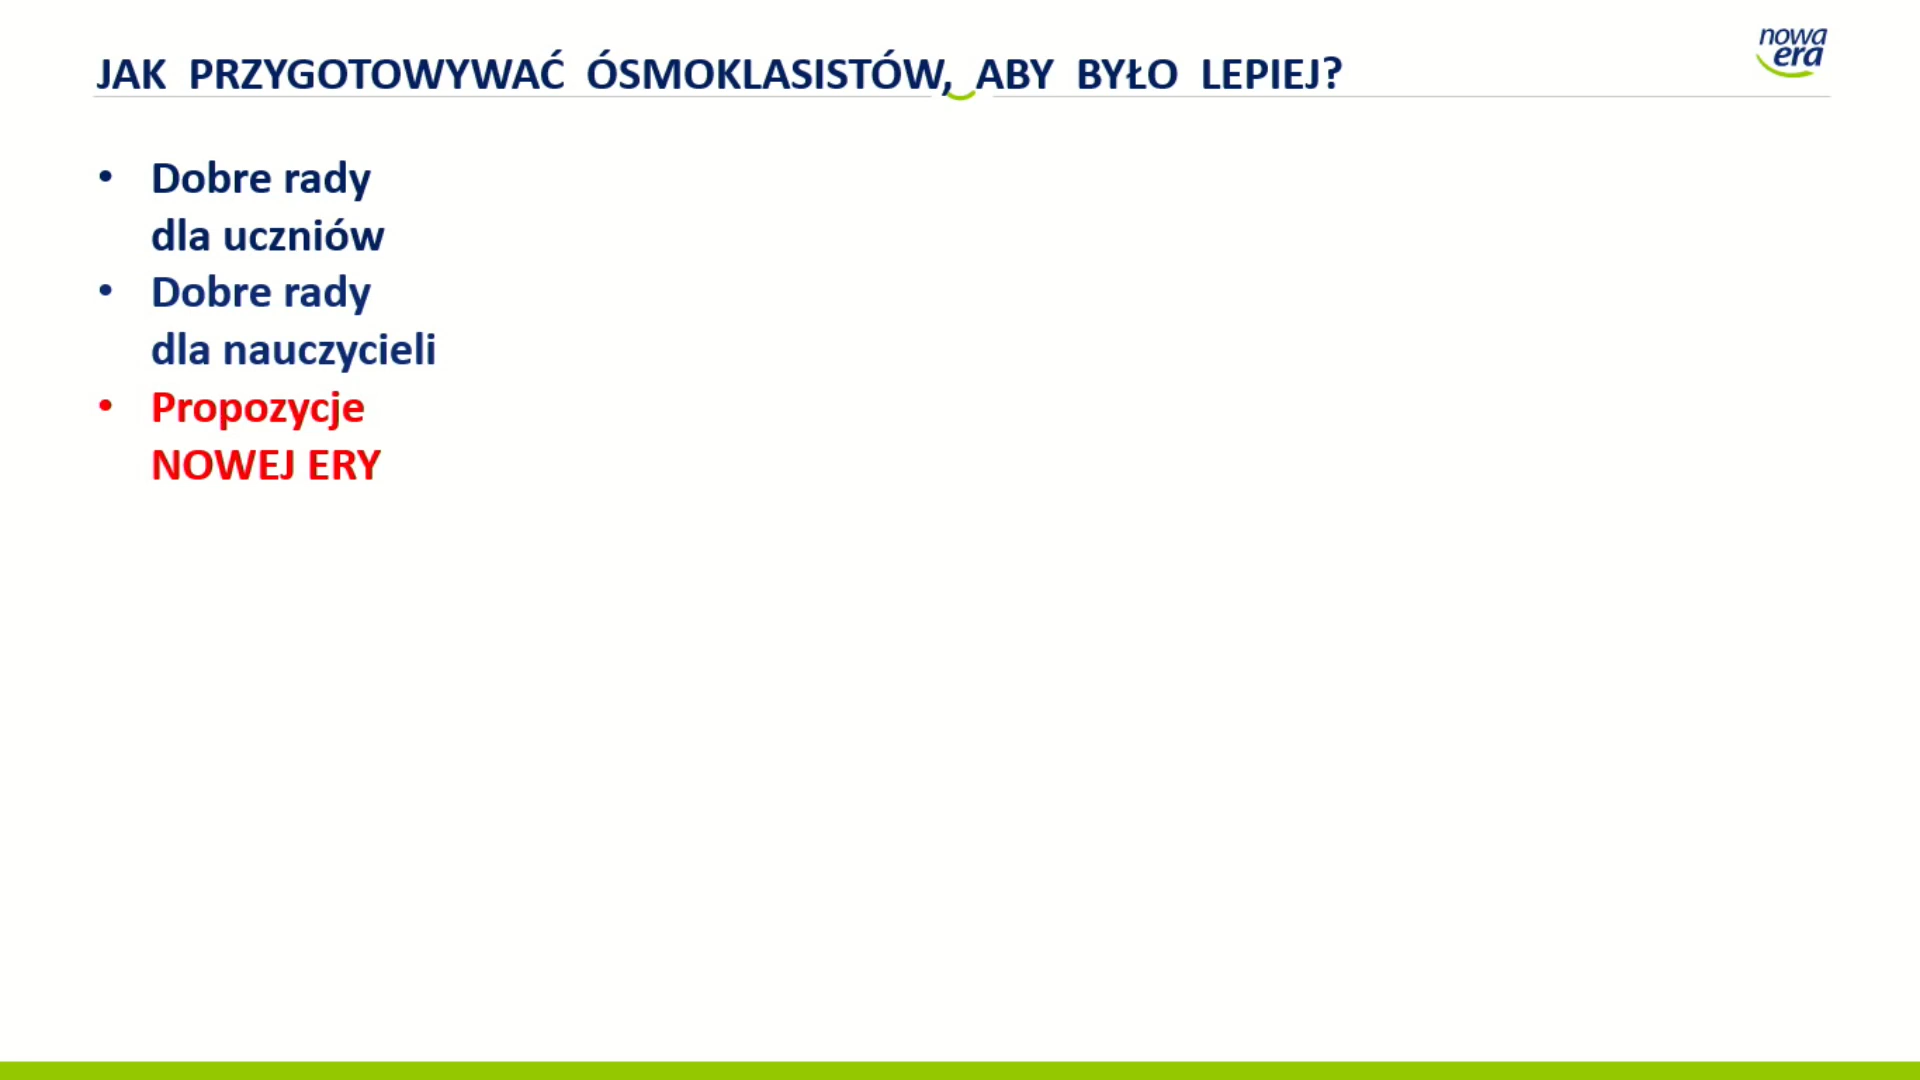 JAK PRZYGOTOWYWAĆ ÓSMOKLASISTÓW, ABY BYŁO LEPIEJ?
nowa
era
• Dobre rady
dla uczniów
• Dobre rady
dla nauczycieli
• Propozycje
NOWEJ ERY